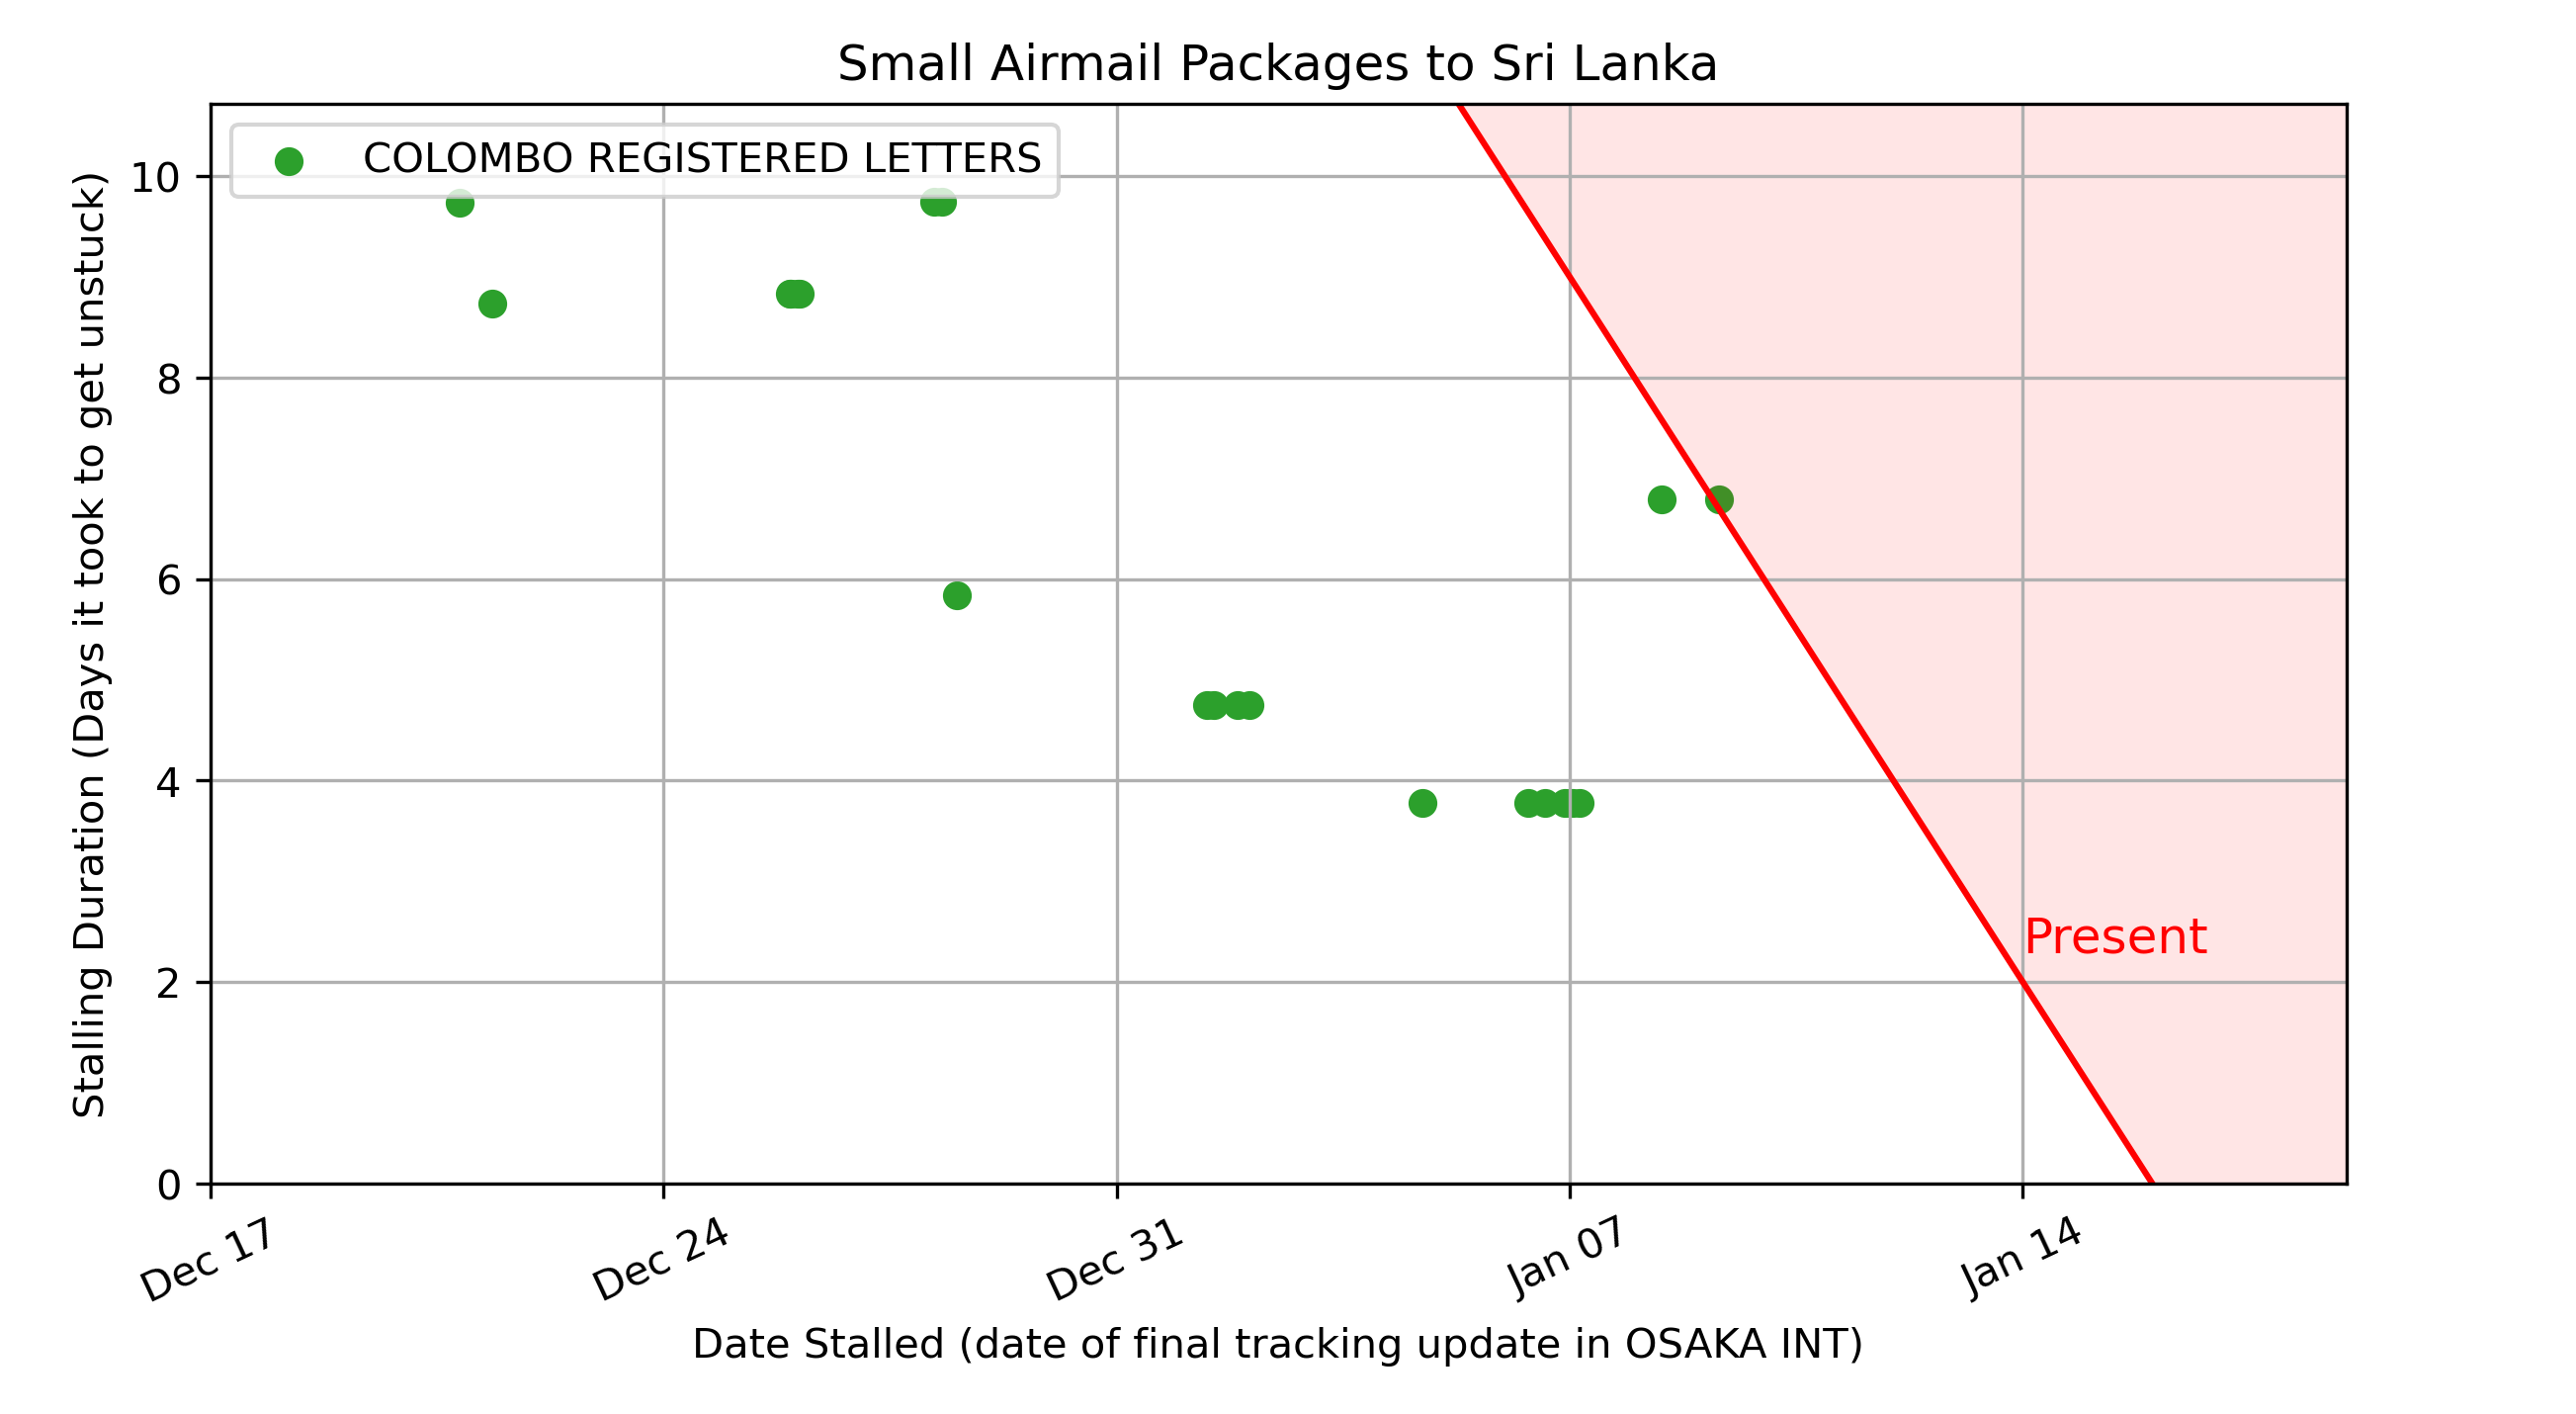 Small Airmail Packages to Sri Lanka
COLOMBO REGISTERED LETTERS
Stalling Duration (Days it took to get unstuck)
10
8
6
4
2
0
Present
Dec 17
Dec 24
Dec 31
Jan 07
Jan 14
Date Stalled (date of final tracking update in OSAKA INT)